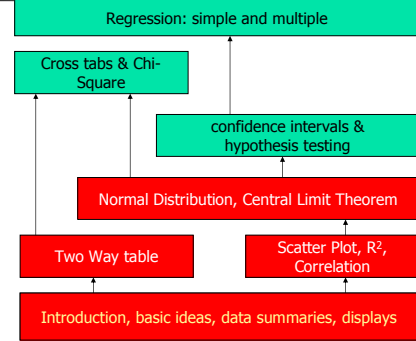 Regression: simple and multiple
Cross tabs & Chi-
Square
confidence intervals &
hypothesis testing
Normal Distribution, Central Limit Theorem
Two Way table
Scatter Plot, R²,
Correlation
Introduction, basic ideas, data summaries, displays